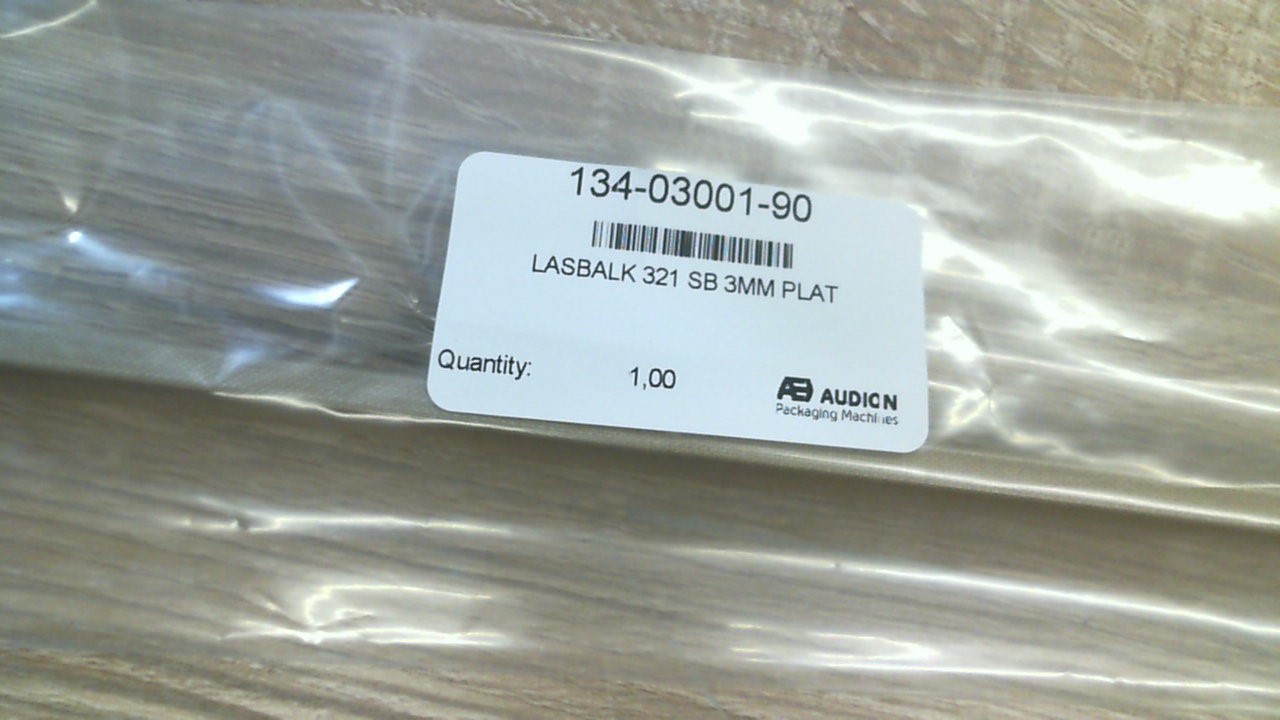 134-03001-90
LASBALK 321 SB 3MM PLAT
Quantity: 1,00
AUDION
Packaging Machines